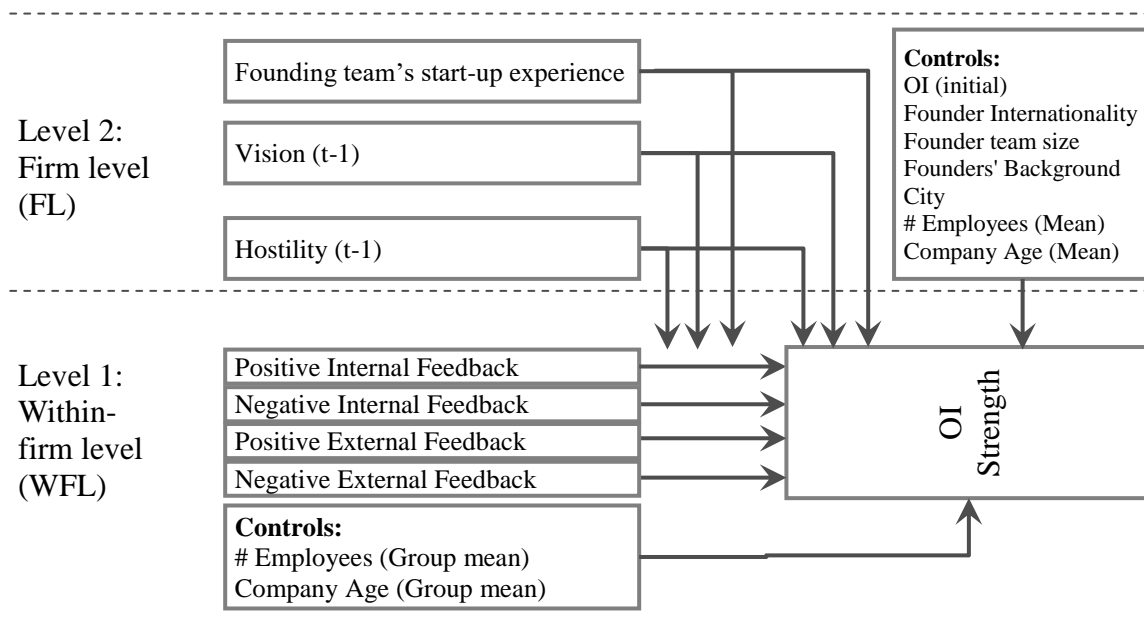 Level 2:
Firm level
(FL)
Founding team's start-up experience
Vision (t-1)
Hostility (t-1)
Controls:
OI (initial)
Founder Internationality
Founder team size
Founders' Background
City
# Employees (Mean)
Company Age (Mean)
Level 1:
Within-
firm level
(WFL)
Positive Internal Feedback
Negative Internal Feedback
Positive External Feedback
Negative External Feedback
Controls:
# Employees (Group mean)
Company Age (Group mean)
OI
Strength